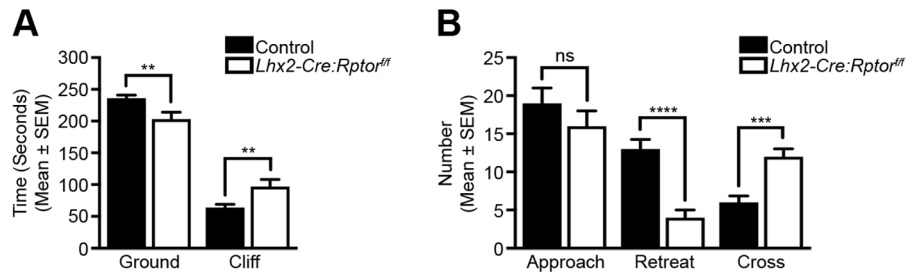 A
Control
Lhx2-Cre:Rptorf/f
Time (Seconds)
(Mean ± SEM)
300
250
200
150
100
50
0
**
**
Ground
Cliff
B
Control
Lhx2-Cre:Rptorf/f
Number
(Mean ± SEM)
25
20
15
10
5
0
ns
****
***
Approach
Retreat
Cross